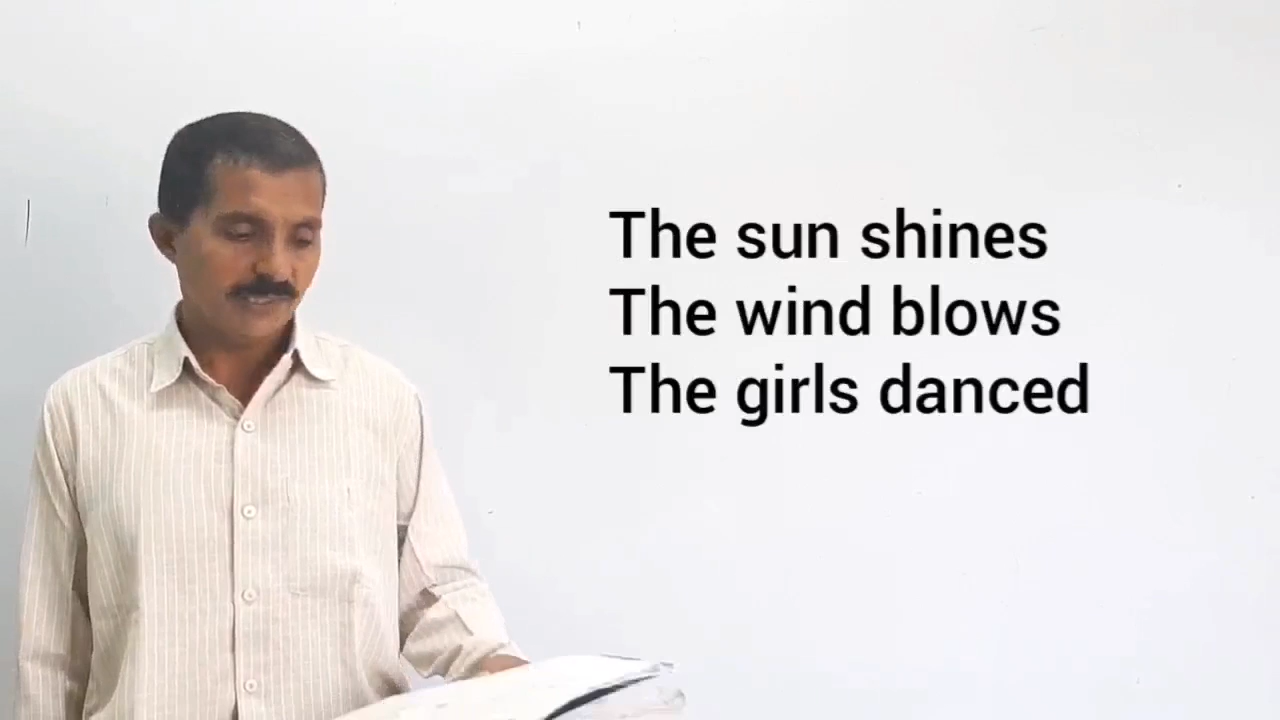 The sun shines
The wind blows
The girls danced